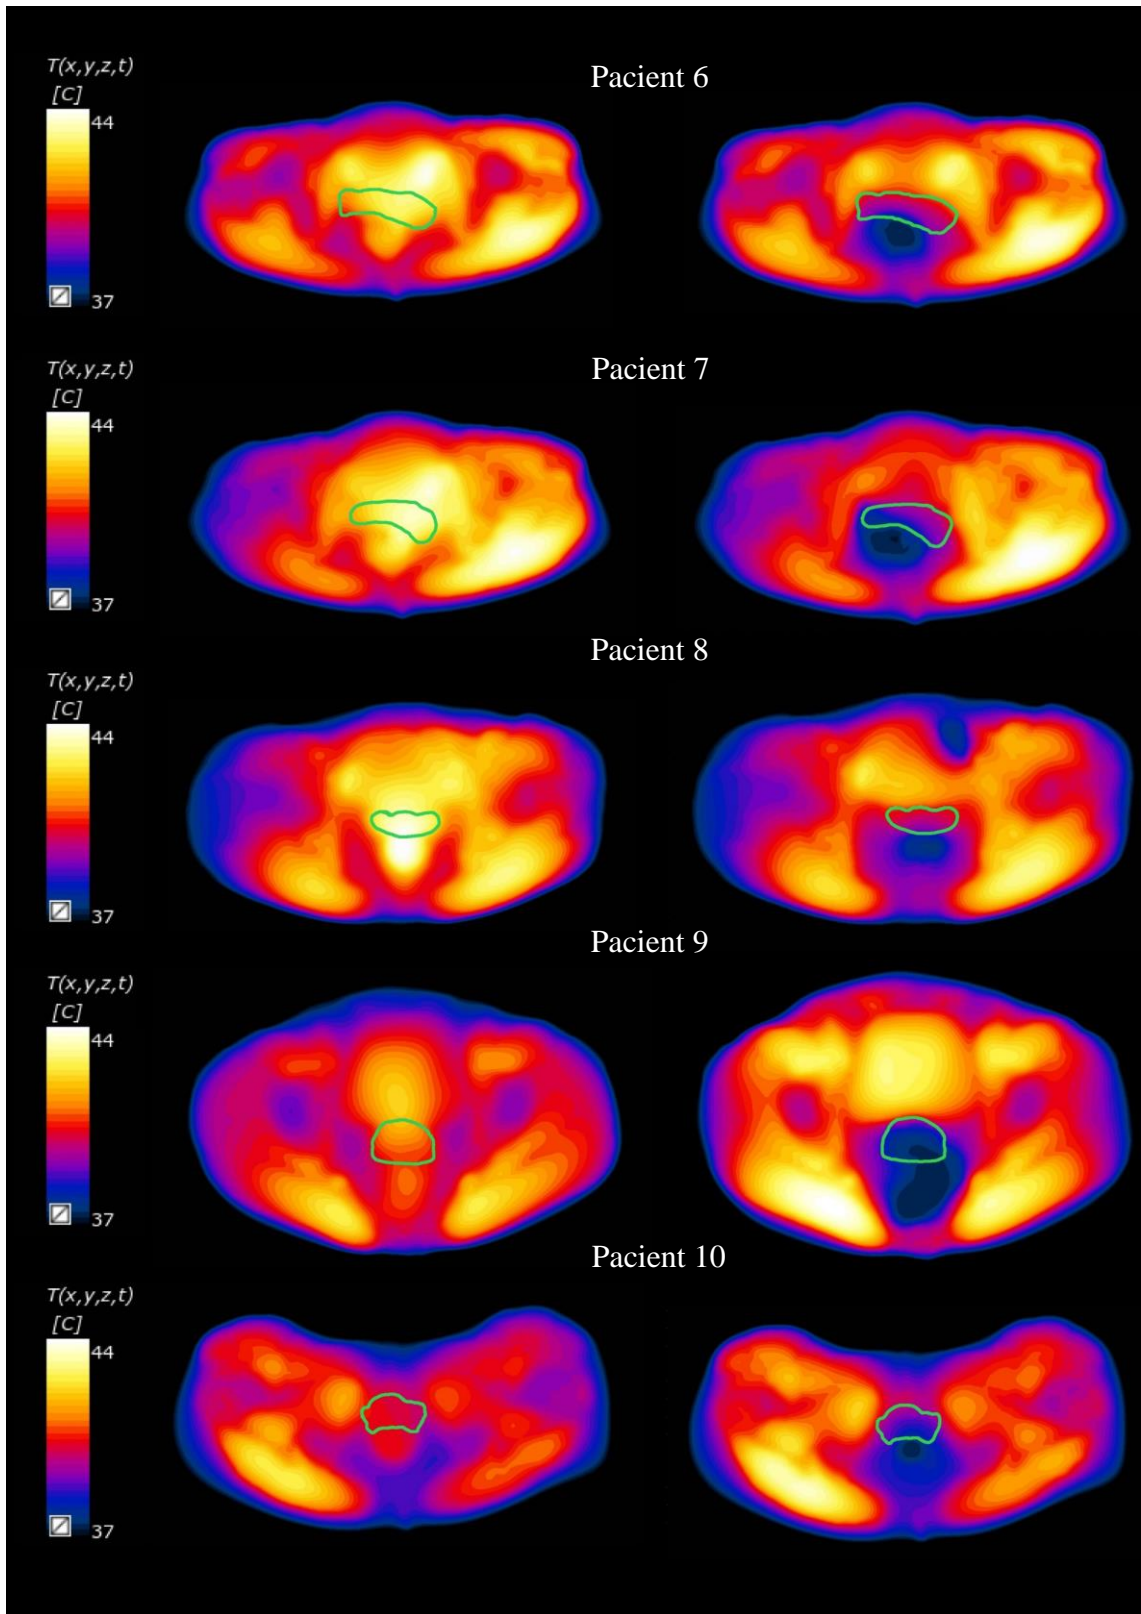 Pacient 6
T(x,y,z,t)
[C]
44
37
Pacient 7
T(x,y,z,t)
[C]
44
37
Pacient 8
T(x,y,z,t)
[C]
44
37
Pacient 9
T(x,y,z,t)
[C]
44
37
Pacient 10
T(x,y,z,t)
[C]
44
37